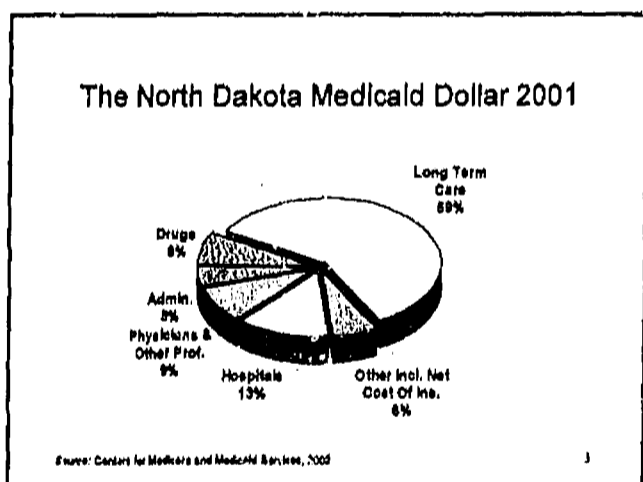 The North Dakota Medicaid Dollar 2001
Long Term
Care
59%
Drugs
8%
Admin.
5%
Physicians &
Other Prof.
9%
Hospitals
13%
Other Incl. Net
Cost Of Ins.
6%
Source: Centers for Medicare and Medicaid Services,
3